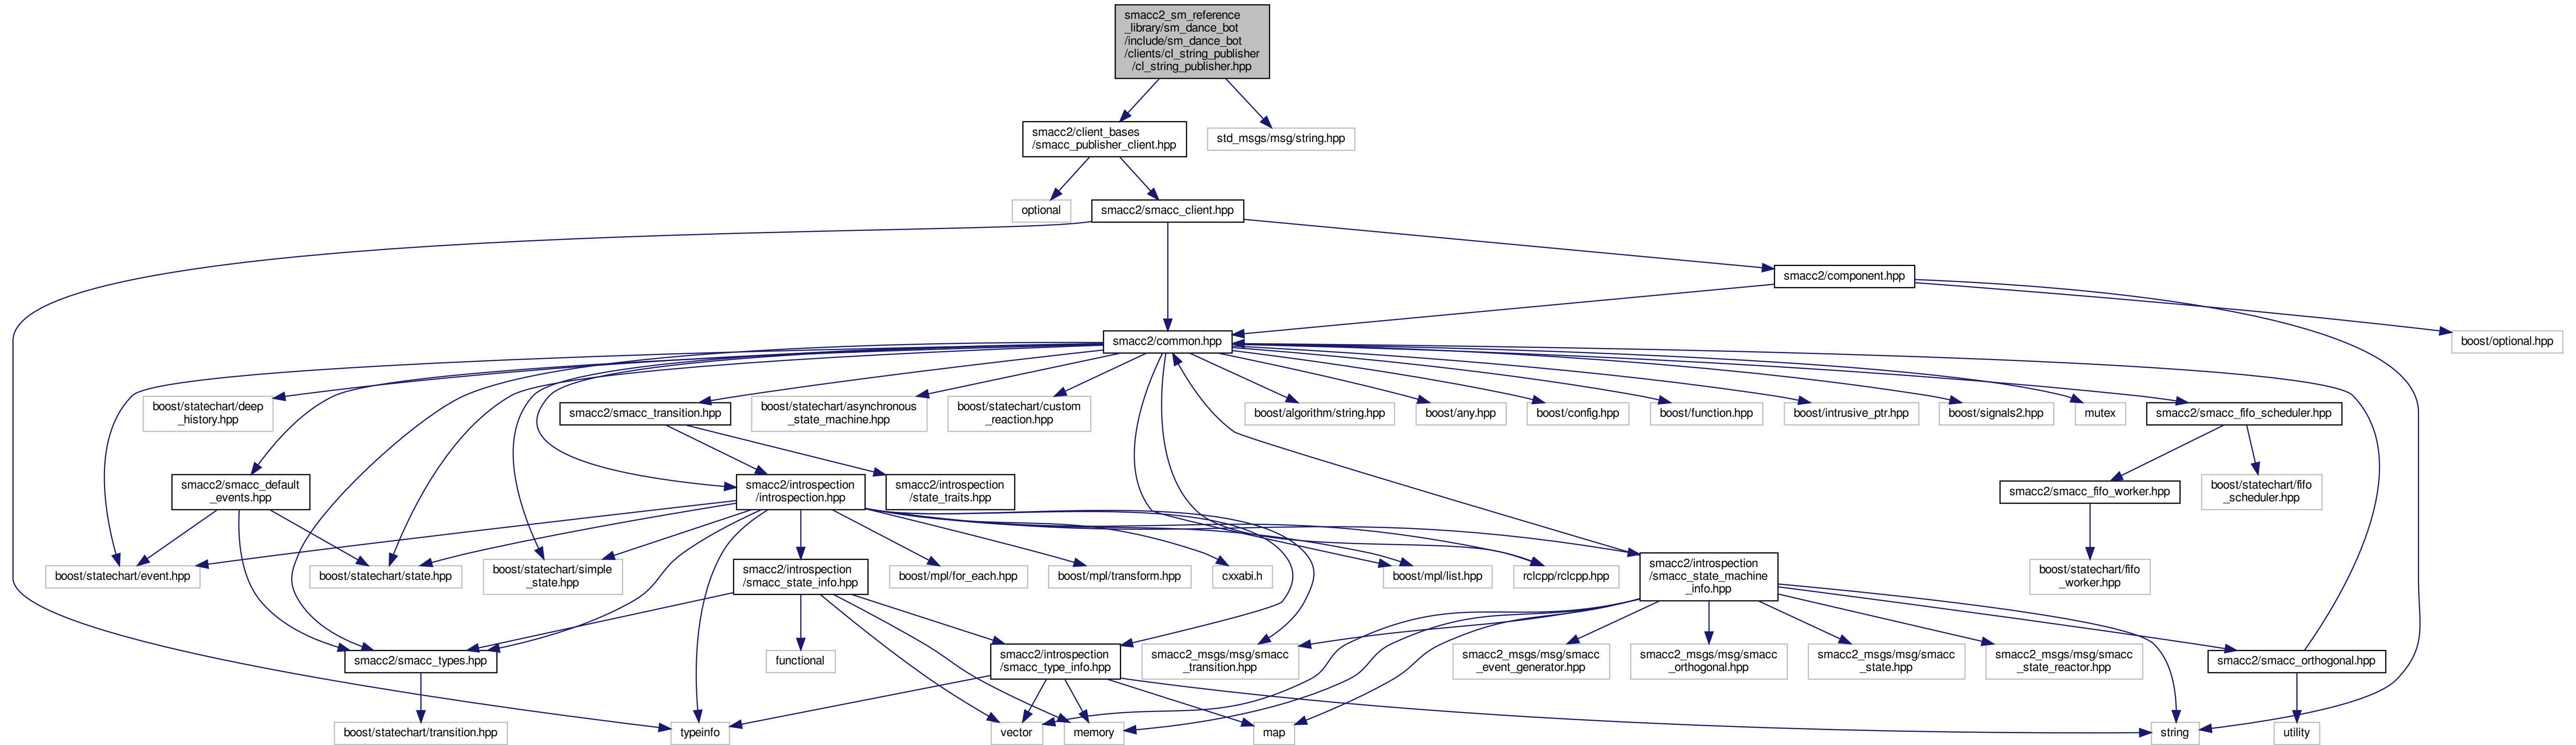 smacc2_sm_reference
_library/sm_dance_bot
/include/sm_dance_bot
/clients/cl_string_publisher
/cl_string_publisher.hpp
smacc2/client_bases
/smacc_publisher_client.hpp
std_msgs/msg/string.hpp
optional
smacc2/smacc_client.hpp
smacc2/component.hpp
smacc2/common.hpp
boost/optional.hpp
boost/statechart/deep
_history.hpp
smacc2/smacc_transition.hpp
boost/statechart/asynchronous
_state_machine.hpp
boost/statechart/custom
_reaction.hpp
boost/algorithm/string.hpp
boost/any.hpp
boost/config.hpp
boost/function.hpp
boost/intrusive_ptr.hpp
boost/signals2.hpp
mutex
smacc2/smacc_fifo_scheduler.hpp
smacc2/smacc_default
_events.hpp
smacc2/introspection
/introspection.hpp
smacc2/introspection
/state_traits.hpp
smacc2/smacc_fifo_worker.hpp
boost/statechart/fifo
_scheduler.hpp
boost/statechart/event.hpp
boost/statechart/state.hpp
boost/statechart/simple
_state.hpp
smacc2/introspection
/smacc_state_info.hpp
boost/mpl/for_each.hpp
boost/mpl/transform.hpp
cxxabi.h
boost/mpl/list.hpp
rclcpp/rclcpp.hpp
smacc2/introspection
/smacc_state_machine
_info.hpp
boost/statechart/fifo
_worker.hpp
smacc2/smacc_types.hpp
functional
smacc2/introspection
/smacc_type_info.hpp
smacc2_msgs/msg/smacc
_transition.hpp
smacc2_msgs/msg/smacc
_event_generator.hpp
smacc2_msgs/msg/smacc
_orthogonal.hpp
smacc2_msgs/msg/smacc
_state.hpp
smacc2_msgs/msg/smacc
_state_reactor.hpp
smacc2/smacc_orthogonal.hpp
boost/statechart/transition.hpp
typeinfo
vector
memory
map
string
utility